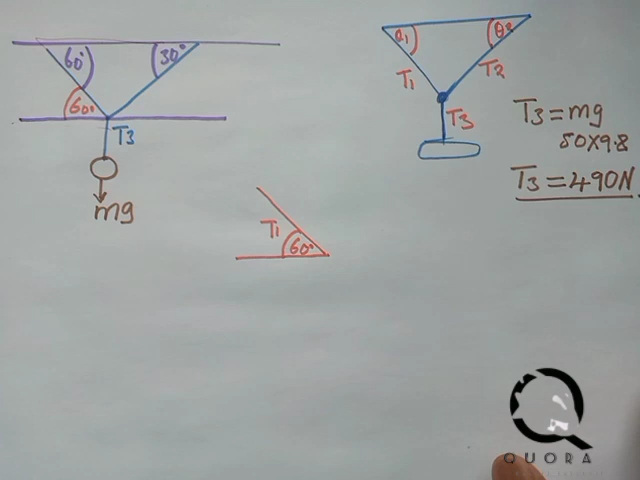 60°
30°
60°
T3
mg
θ1
θ2
T1
T2
T3
T3=mg
50×9.8
T3=490N
T1
60°
QUORA